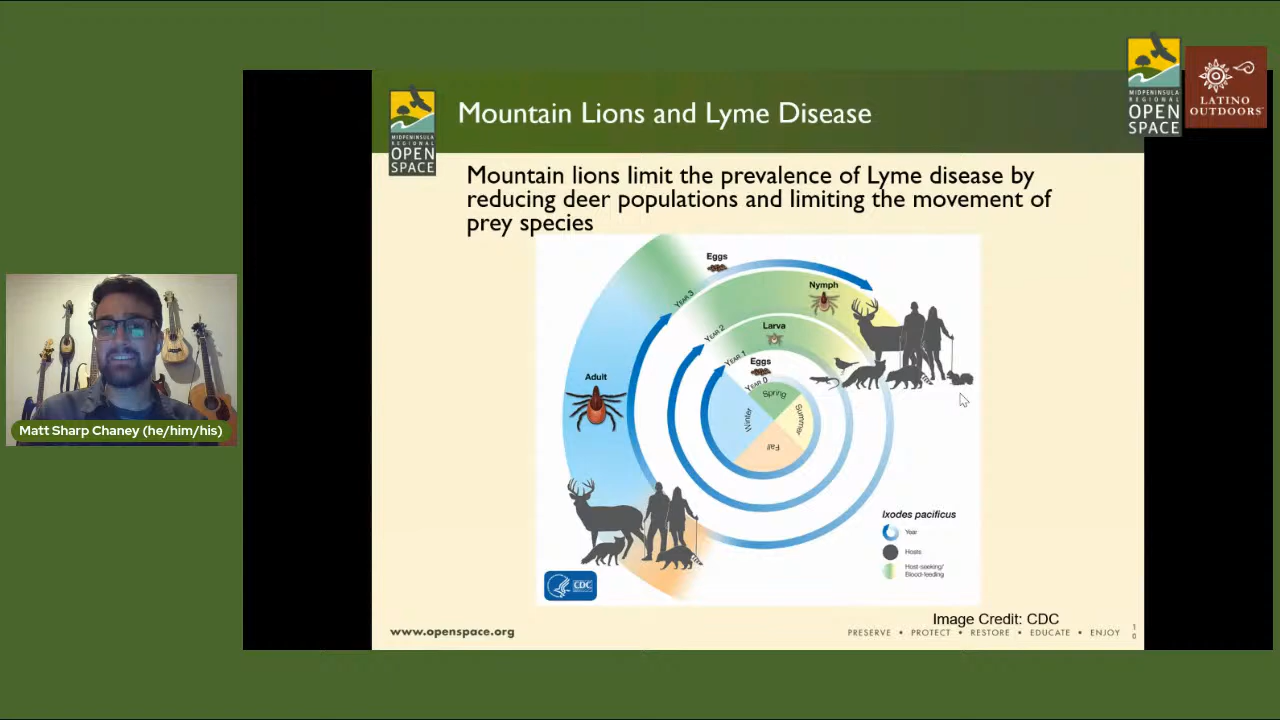 MIDPENINSULA
REGIONAL
OPEN
SPACE
LATINO
OUTDOORS
MIDPENINSULA
REGIONAL
OPEN
SPACE
Mountain Lions and Lyme Disease
Mountain lions limit the prevalence of Lyme disease by
reducing deer populations and limiting the movement of
prey species
Eggs
Nymph
YEAR 3
Larva
YEAR 2
YEAR 1
Eggs
YEAR 0
Adult
Spring
Summer
Winter
Fall
Matt Sharp Chaney (he/him/his)
Ixodes pacificus
Year
Hosts
Host-seeking/
Blood-feeding
CDC
Image Credit: CDC
www.openspace.org
PRESERVE • PROTECT • RESTORE • EDUCATE • ENJOY
1
0